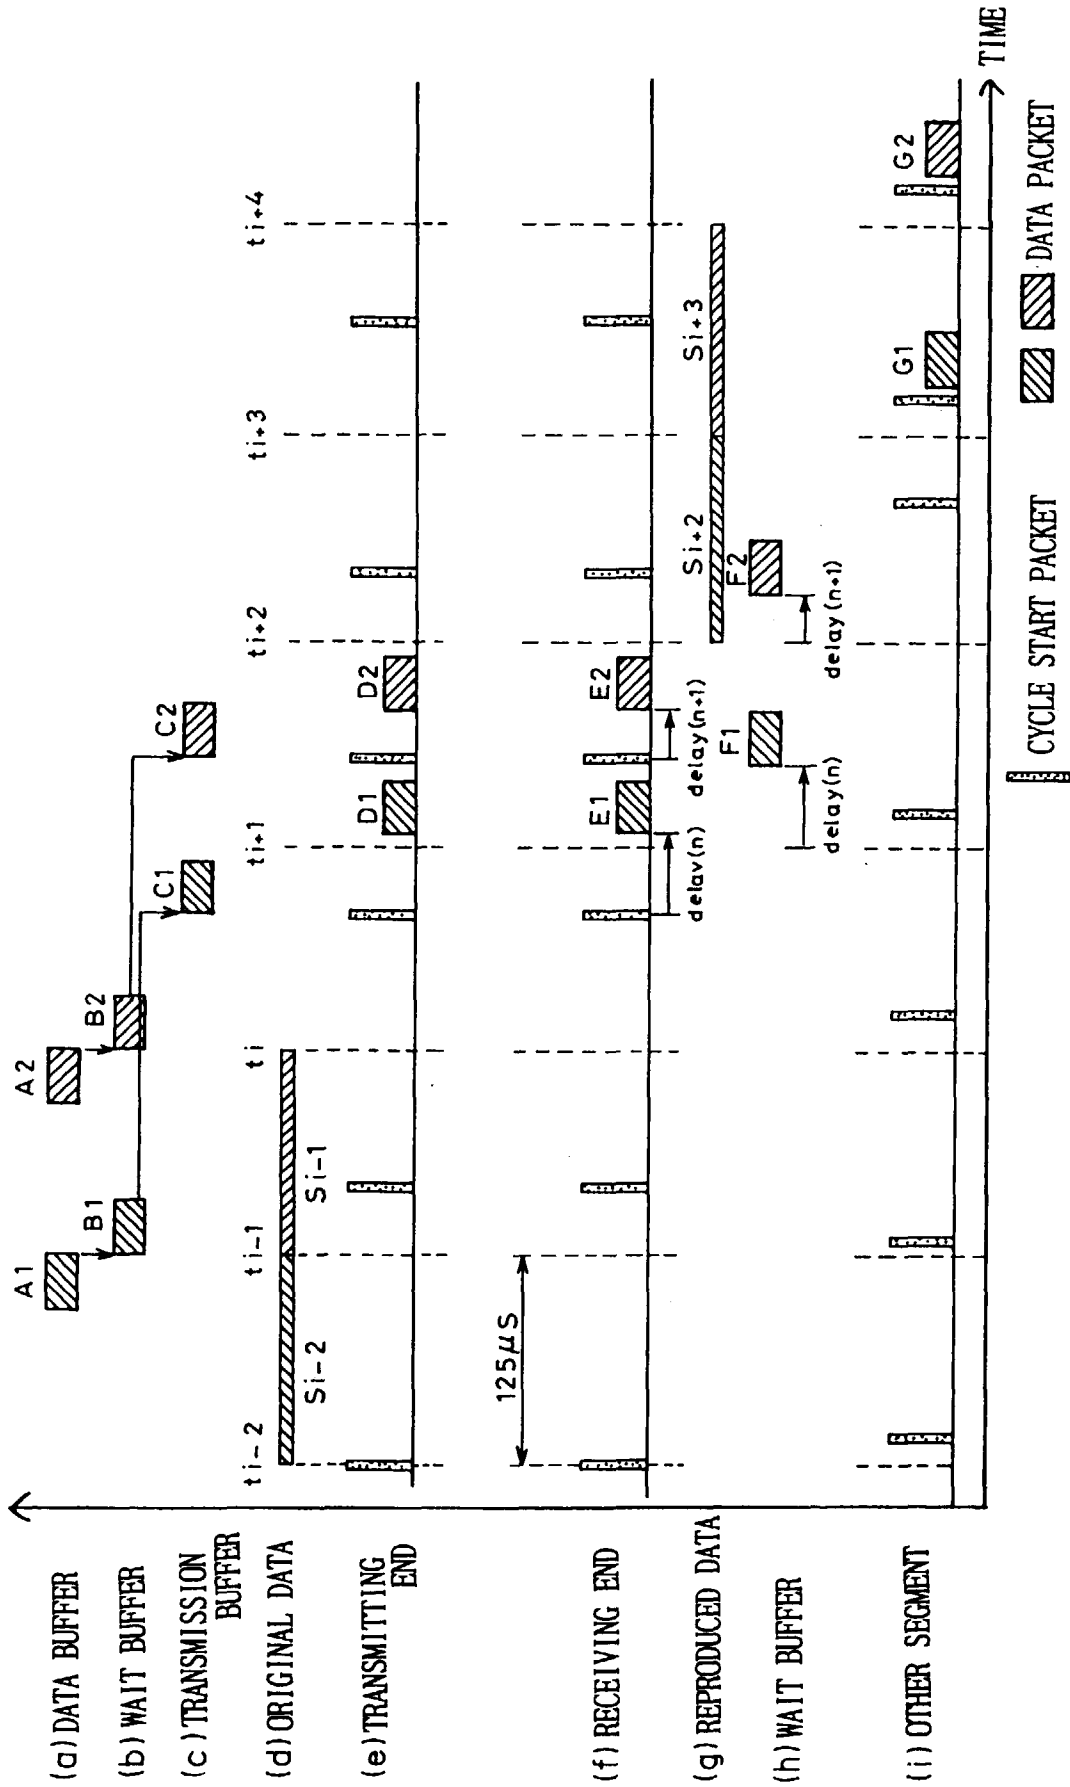 (a) DATA BUFFER
A1
A2
(b) WAIT BUFFER
B1
B2
(c) TRANSMISSION
BUFFER
C1
C2
ti-2
ti-1
ti
ti+1
ti+2
ti+3
ti+4
(d) ORIGINAL DATA
Si-2
Si-1
(e) TRANSMITTING
END
D1
D2
125μS
(f) RECEIVING END
E1
E2
delay(n)
delay(n+1)
(g) REPRODUCED DATA
Si+2
Si+3
(h) WAIT BUFFER
F1
F2
delay(n)
delay(n+1)
(i) OTHER SEGMENT
G1
G2
TIME
CYCLE START PACKET
DATA PACKET